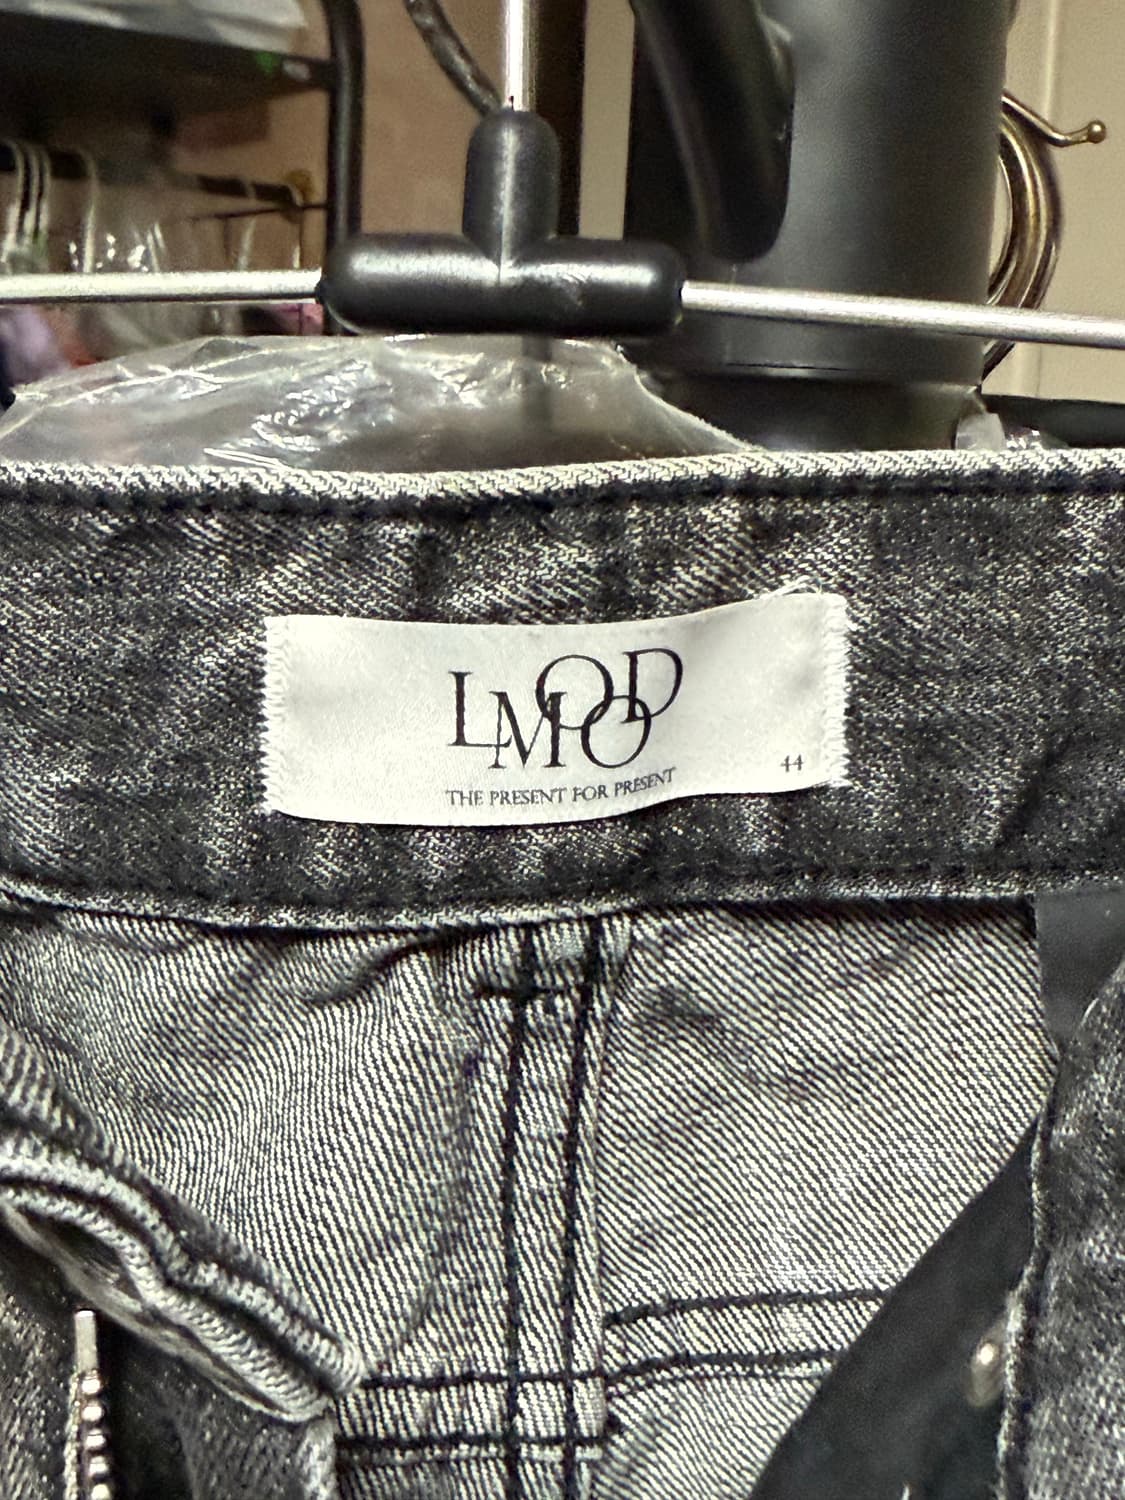 LMOOD
THE PRESENT FOR PRESENT
44